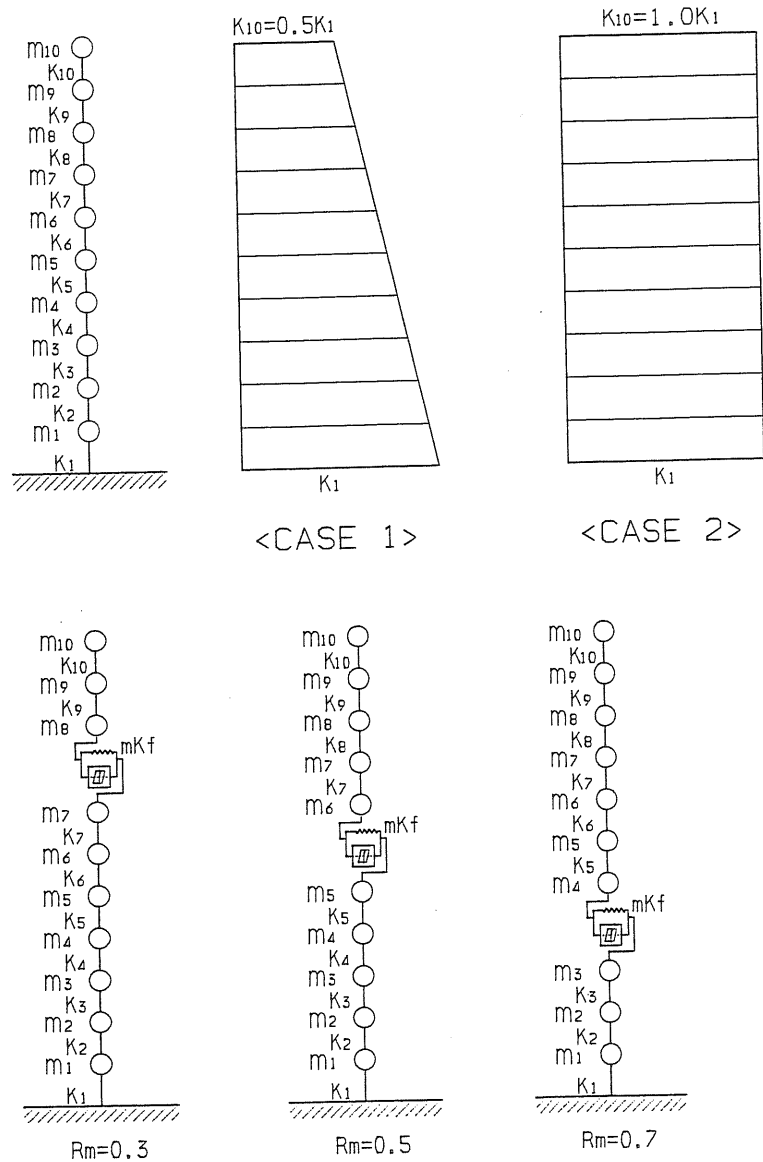 m10
K10
m9
K9
m8
K8
m7
K7
m6
K6
m5
K5
m4
K4
m3
K3
m2
K2
m1
K1
K10=0.5K1
K1
<CASE 1>
K10=1.0K1
K1
<CASE 2>
m10
K10
m9
K9
m8
mKf
m7
K7
m6
K6
m5
K5
m4
K4
m3
K3
m2
K2
m1
K1
Rm=0.3
m10
K10
m9
K9
m8
K8
m7
K7
m6
mKf
m5
K5
m4
K4
m3
K3
m2
K2
m1
K1
Rm=0.5
m10
K10
m9
K9
m8
K8
m7
K7
m6
K6
m5
K5
m4
mKf
m3
K3
m2
K2
m1
K1
Rm=0.7